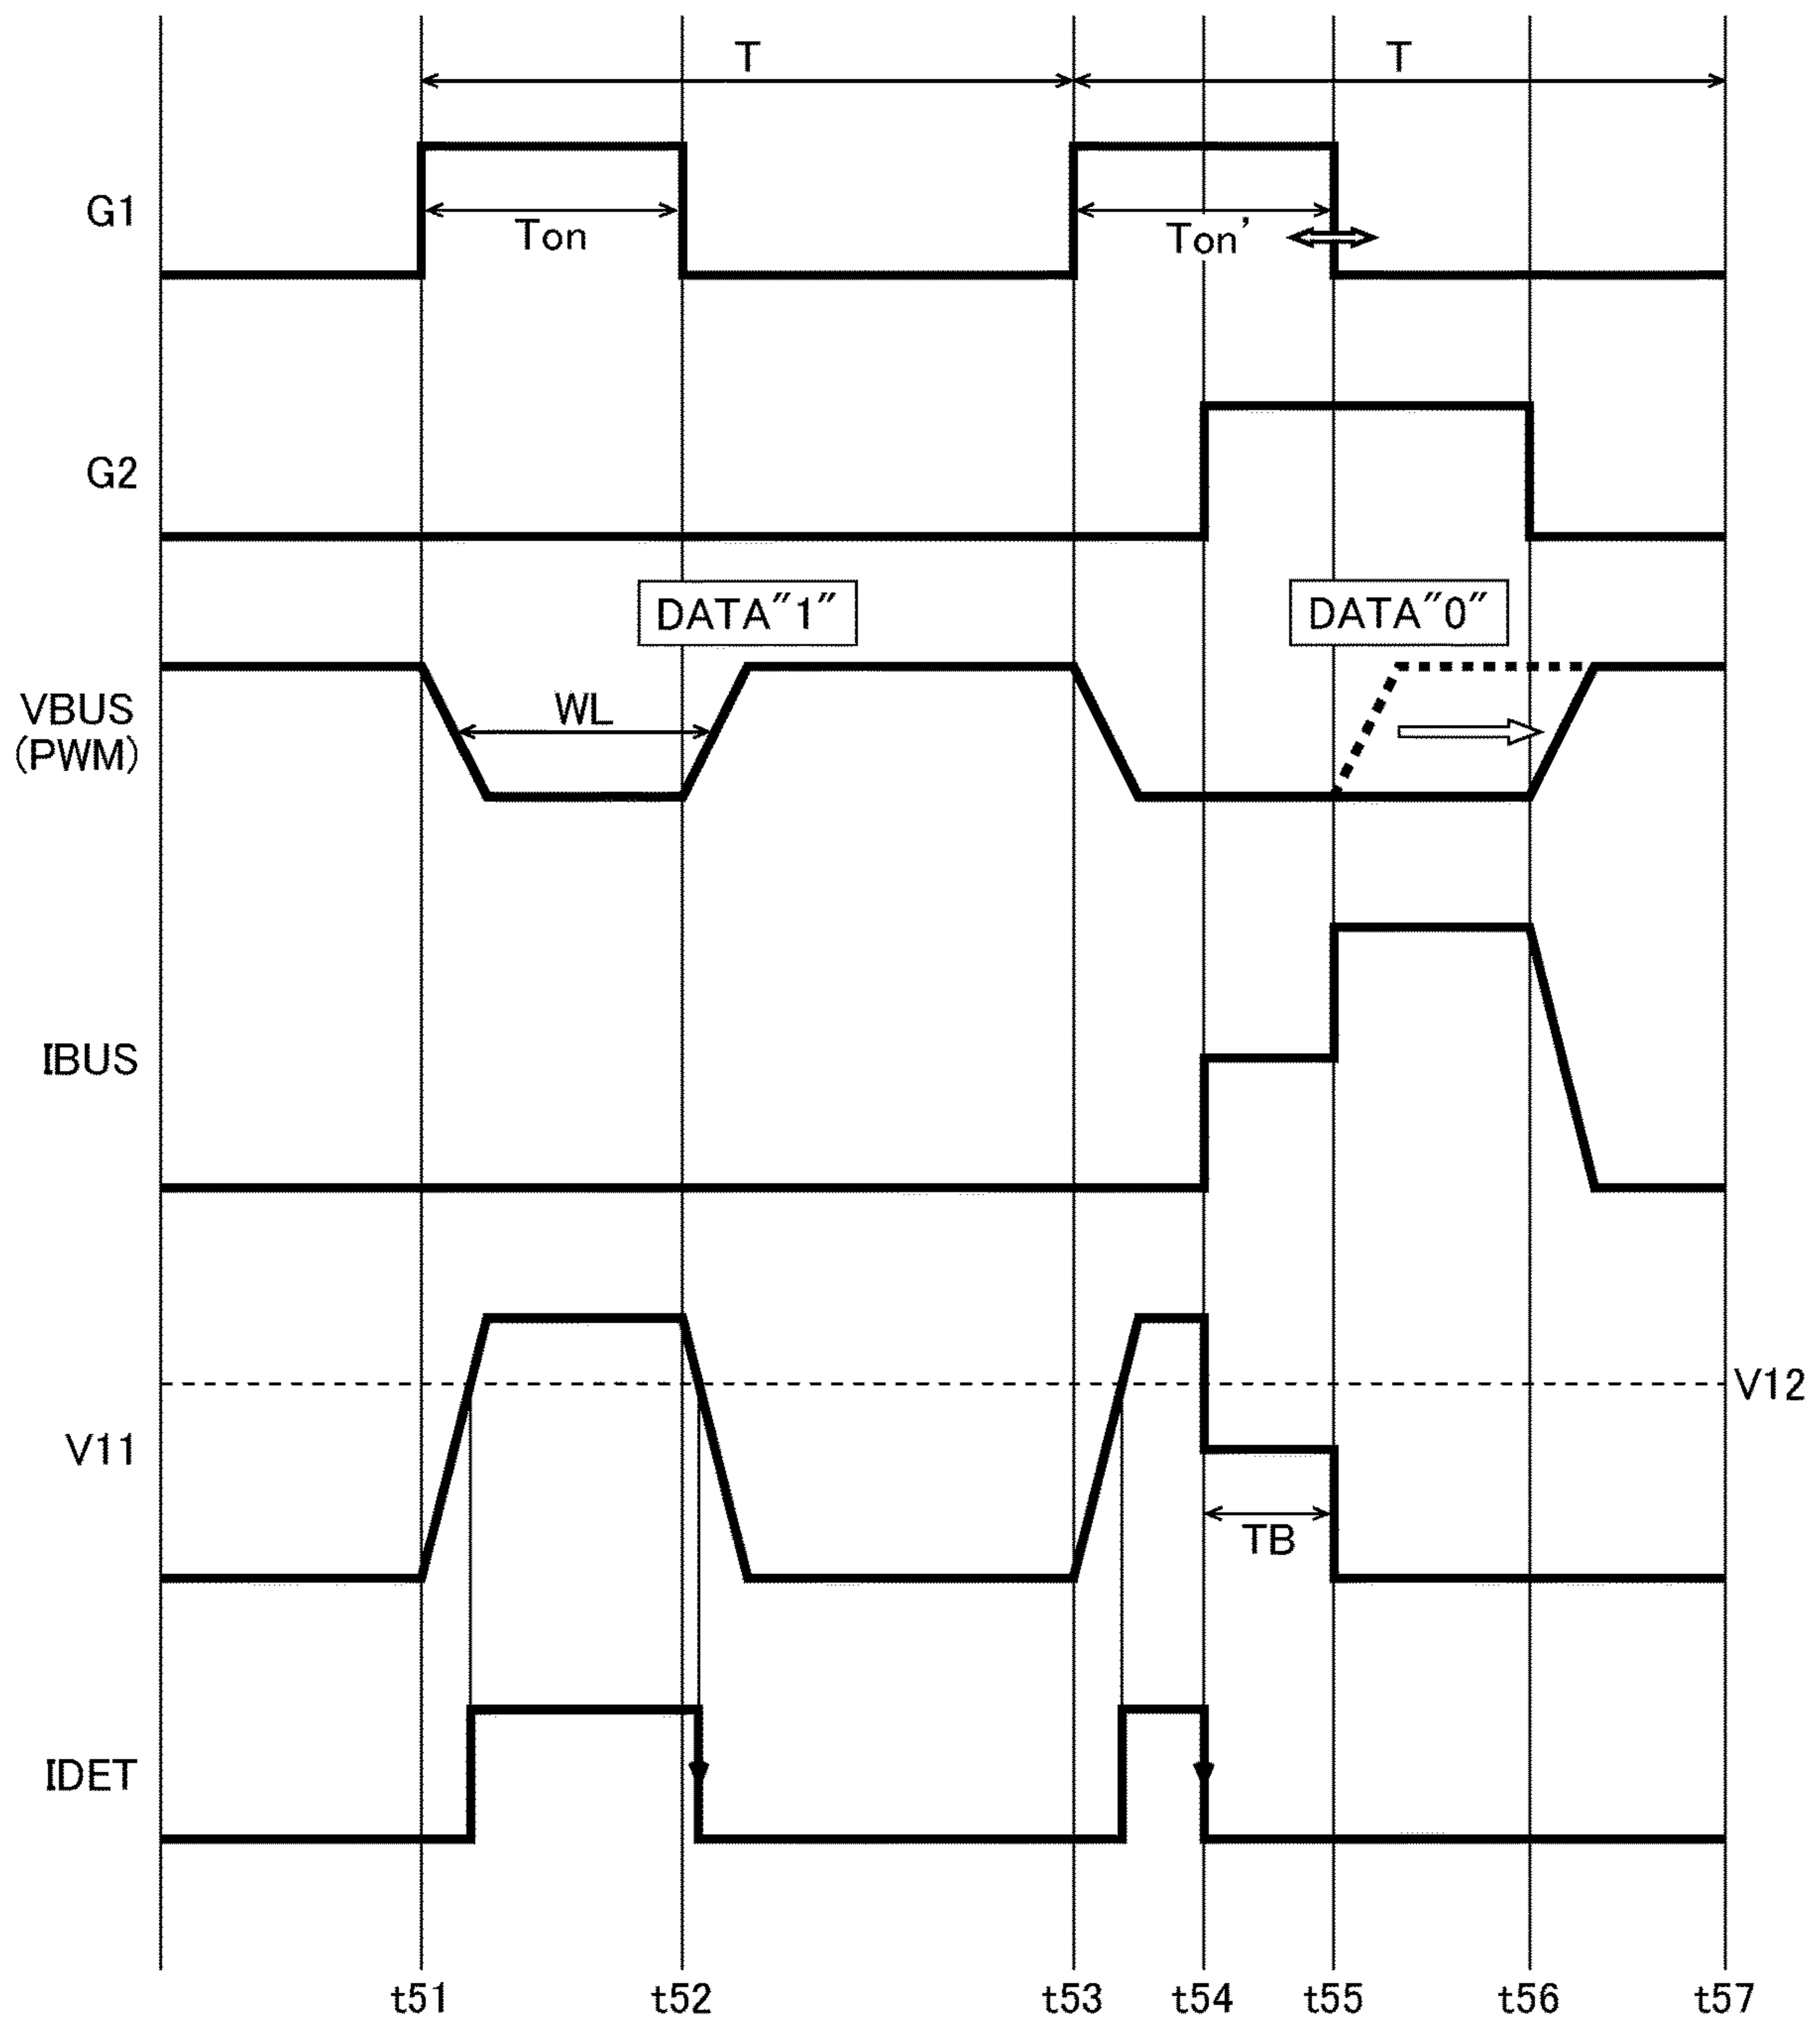 T T
G1
Ton Ton'
G2
DATA"1" DATA"0"
VBUS
(PWM)
WL
IBUS
V12
V11
TB
IDET
t51 t52 t53 t54 t55 t56 t57